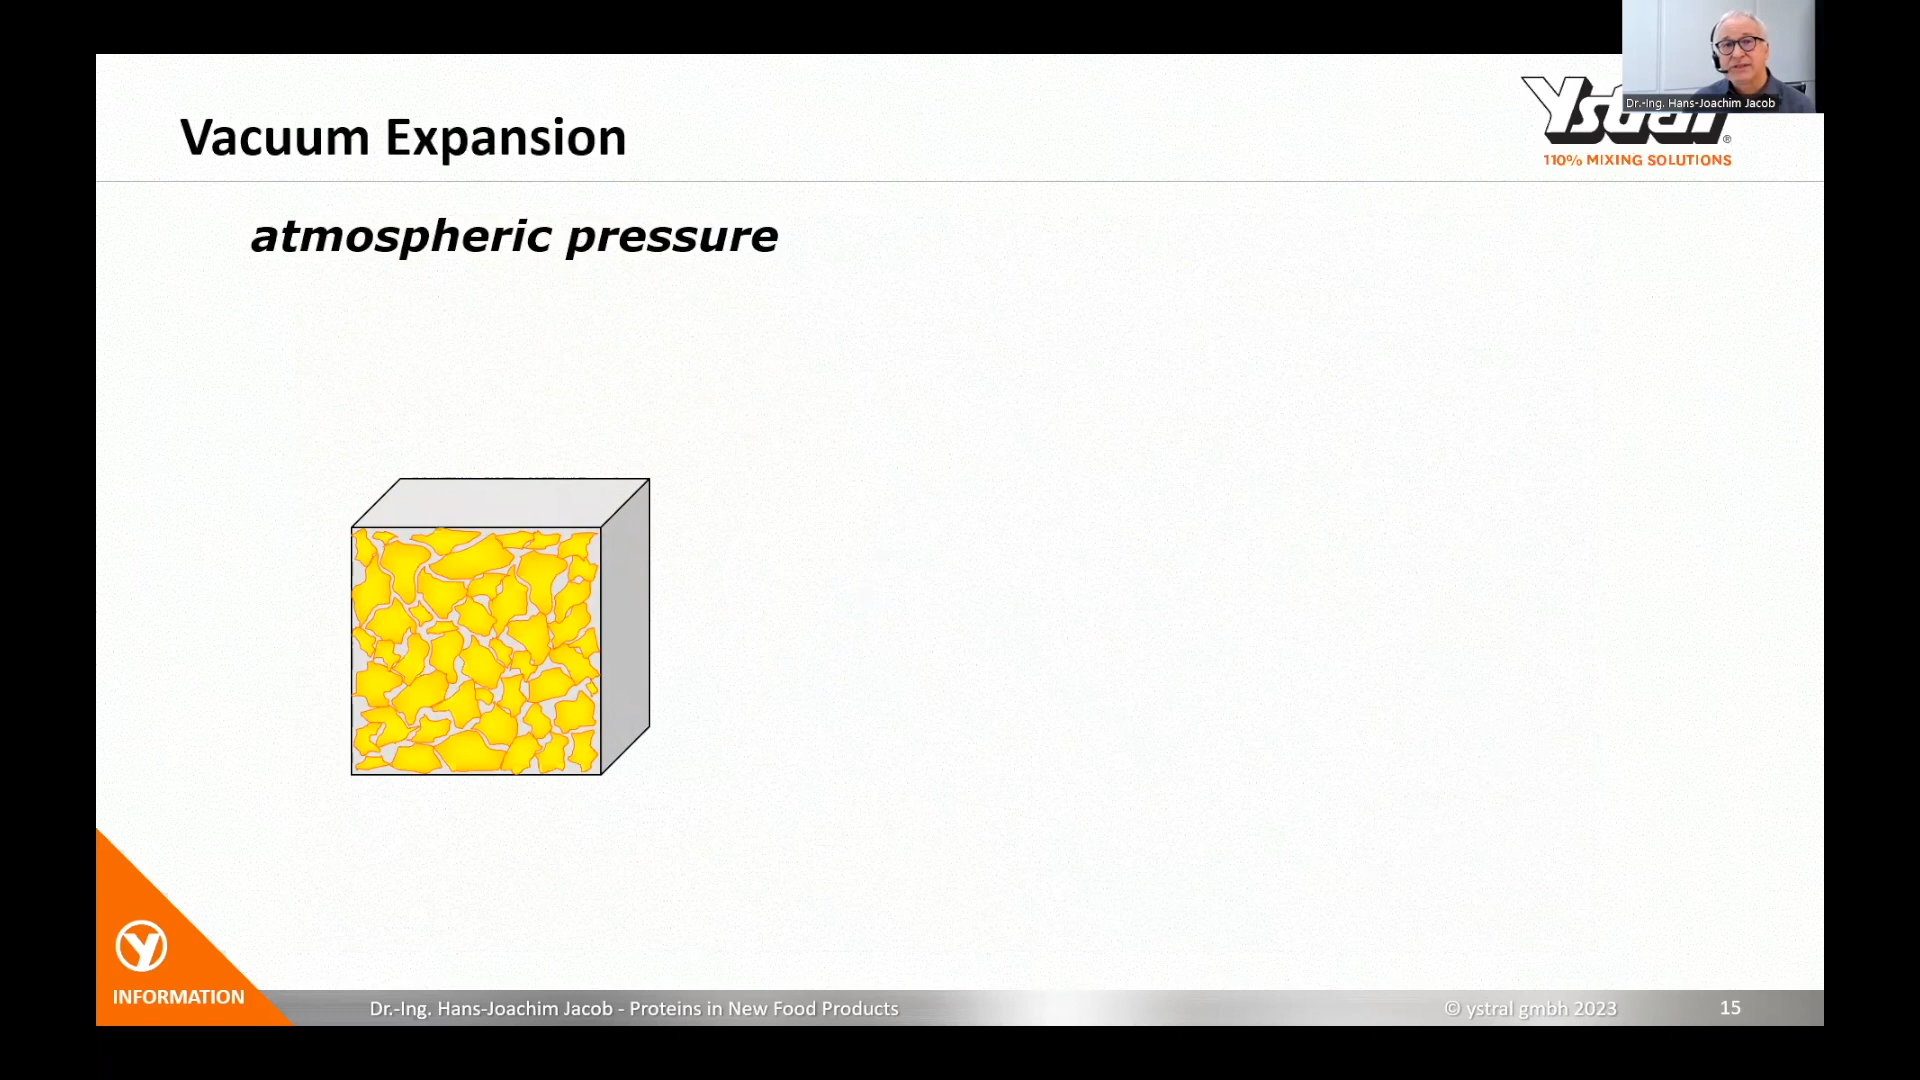 Dr.-Ing. Hans-Joachim Jacob
Vacuum Expansion
ystral ®
110% MIXING SOLUTIONS
atmospheric pressure
y
INFORMATION
Dr.-Ing. Hans-Joachim Jacob - Proteins in New Food Products
© ystral gmbh 2023
15